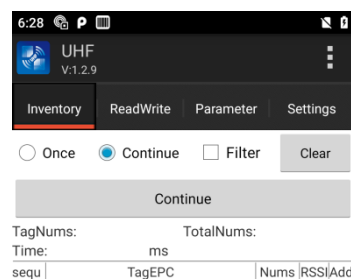 6:28
UHF
V:1.2.9
Inventory ReadWrite Parameter Settings
Once Continue Filter Clear
Continue
TagNums: TotalNums:
Time: ms
sequ TagEPC Nums RSSI Add